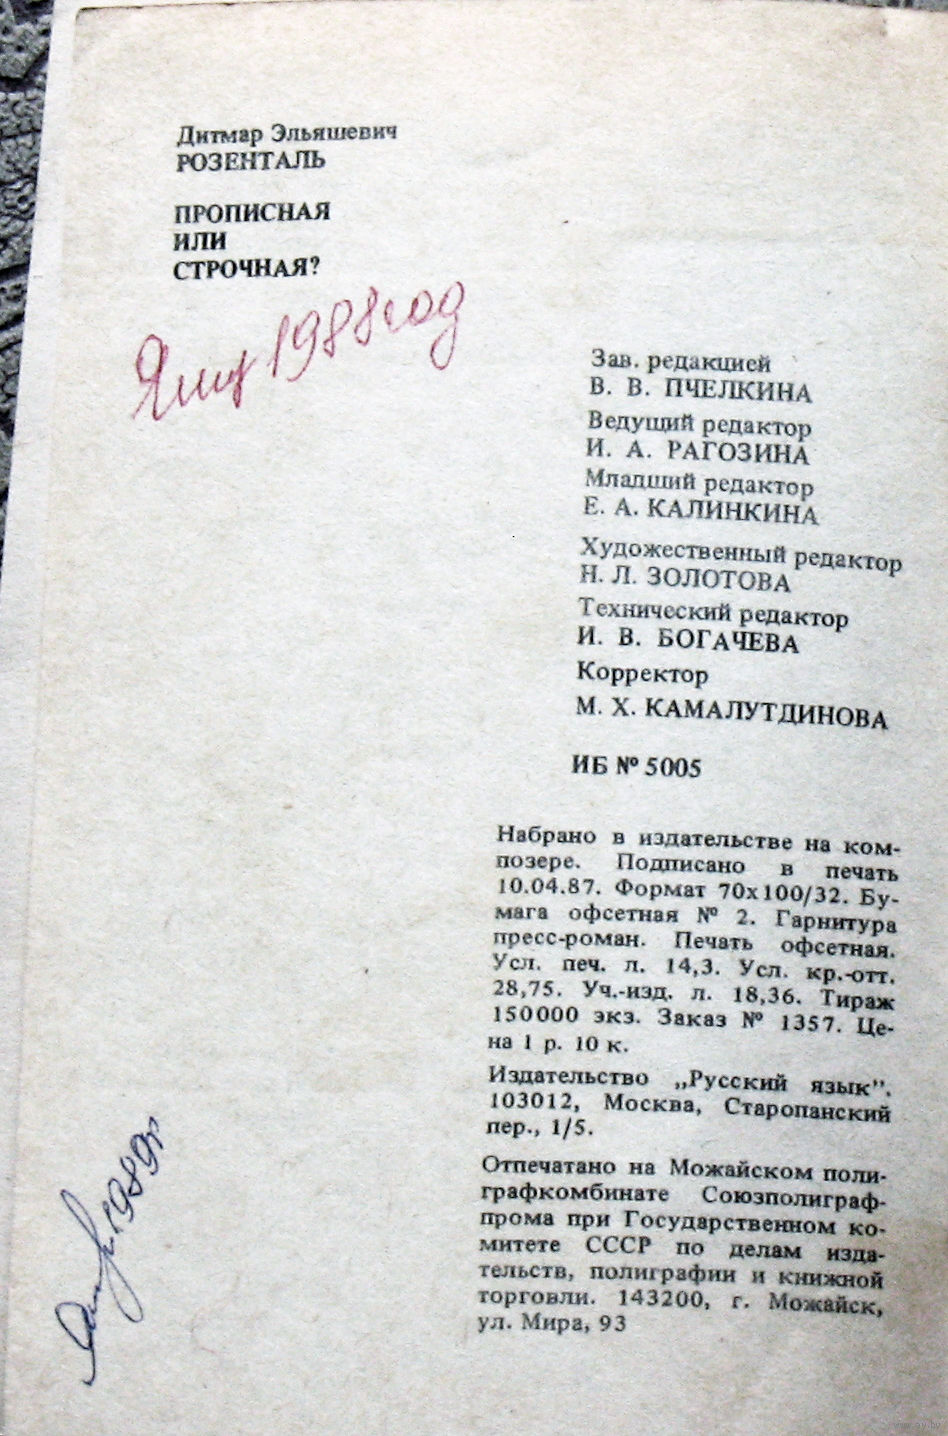 Дитмар Эльяшевич
РОЗЕНТАЛЬ
ПРОПИСНАЯ
ИЛИ
СТРОЧНАЯ?
1988 год
Зав. редакцией
В. В. ПЧЕЛКИНА
Ведущий редактор
И. А. РАГОЗИНА
Младший редактор
Е. А. КАЛИНКИНА
Художественный редактор
Н. Л. ЗОЛОТОВА
Технический редактор
И. В. БОГАЧЕВА
Корректор
М. Х. КАМАЛУТДИНОВА
ИБ № 5005
Набрано в издательстве на ком-
позере. Подписано в печать
10.04.87. Формат 70х100/32. Бу-
мага офсетная № 2. Гарнитура
пресс-роман. Печать офсетная.
Усл. печ. л. 14,3. Усл. кр.-отт.
28,75. Уч.-изд. л. 18,36. Тираж
150000 экз. Заказ № 1357. Це-
на 1 р. 10 к.
Издательство „Русский язык”.
103012, Москва, Старопанский
пер., 1/5.
Отпечатано на Можайском поли-
графкомбинате Союзполиграф-
прома при Государственном ко-
митете СССР по делам изда-
тельств, полиграфии и книжной
торговли. 143200, г. Можайск,
ул. Мира, 93
1989г